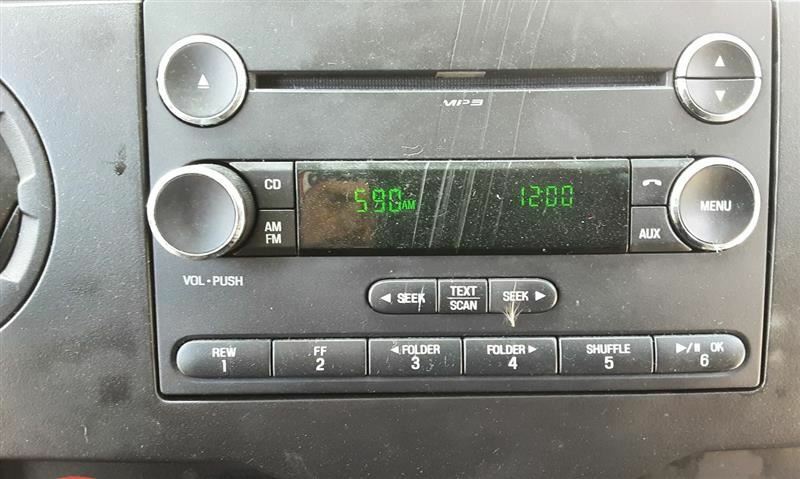 MP3
CD
590AM 12:00
MENU
AM
FM
AUX
VOL • PUSH
◄ SEEK
TEXT
SCAN
SEEK ►
REW
1
FF
2
◄ FOLDER
3
FOLDER ►
4
SHUFFLE
5
►/II OK
6